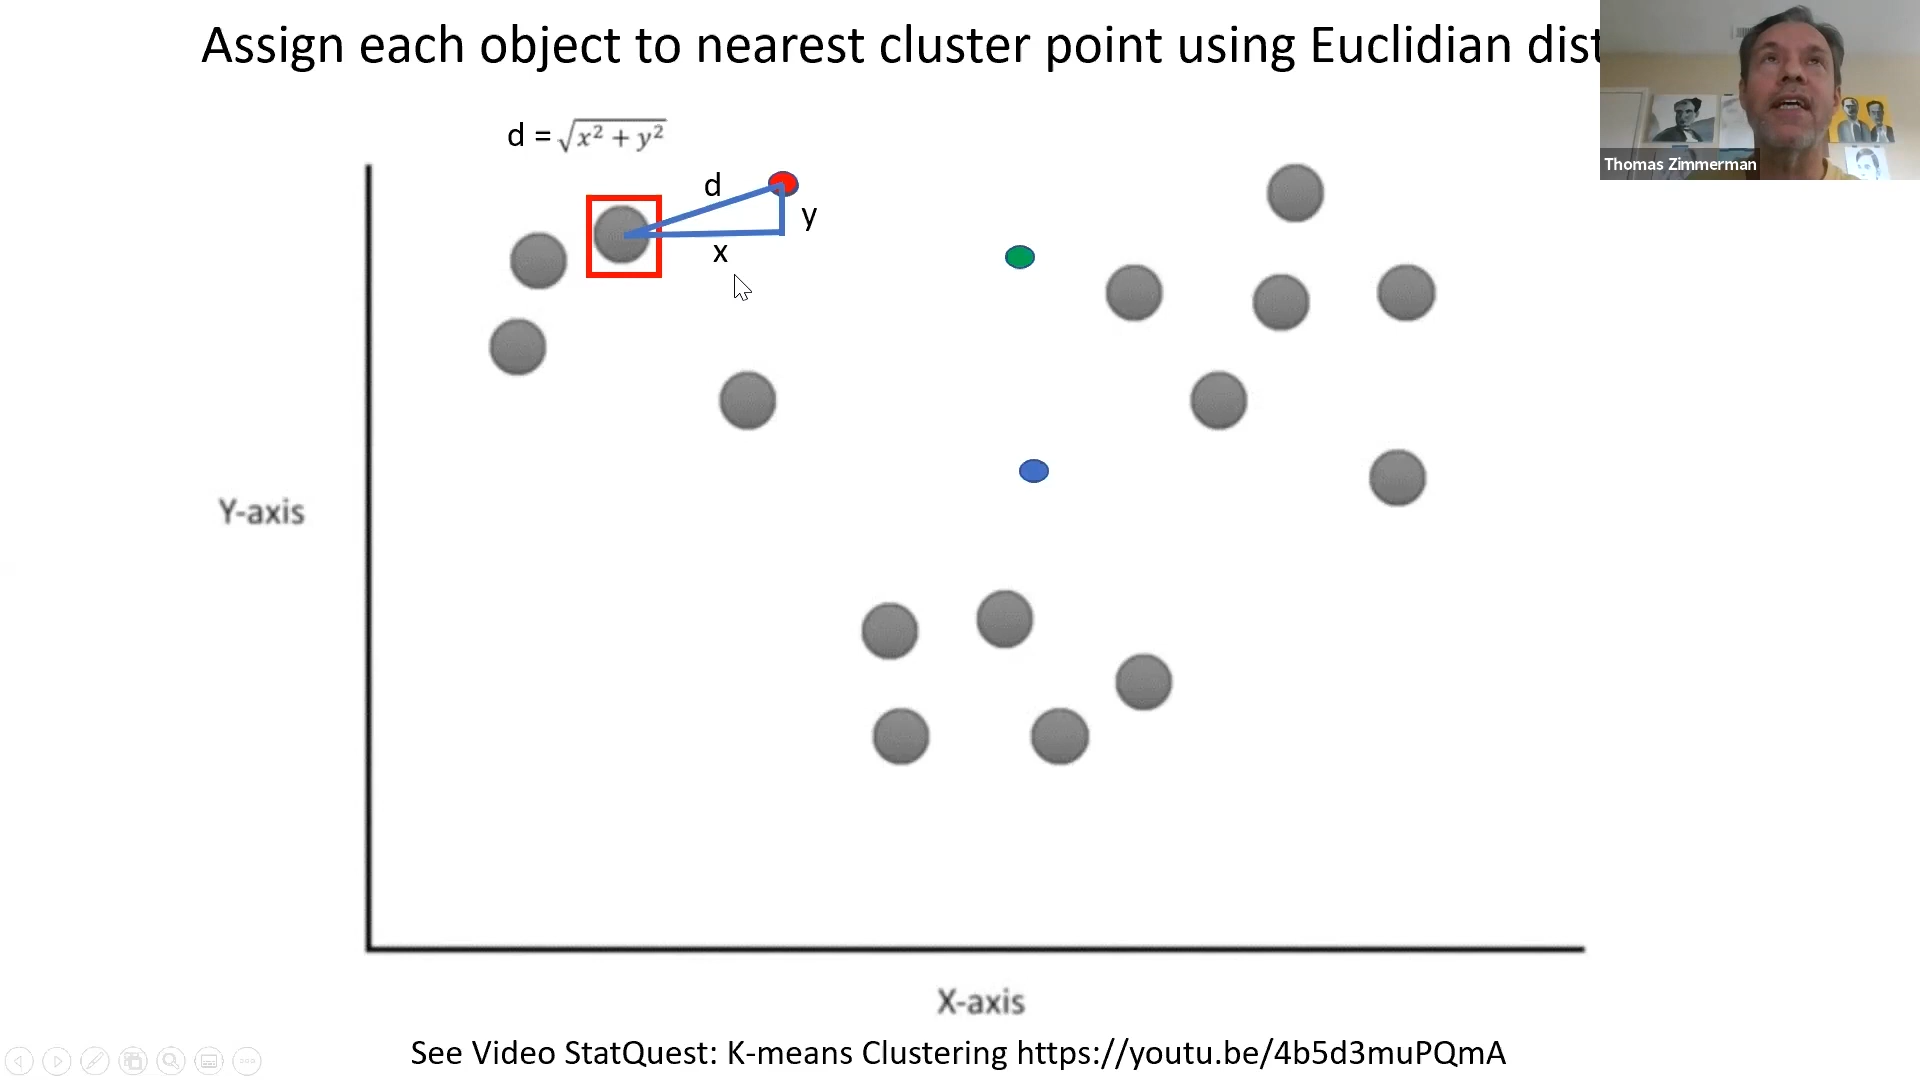 Assign each object to nearest cluster point using Euclidian dist
Thomas Zimmerman
d = √x² + y²
d
y
x
Y-axis
X-axis
See Video StatQuest: K-means Clustering https://youtu.be/4b5d3muPQmA